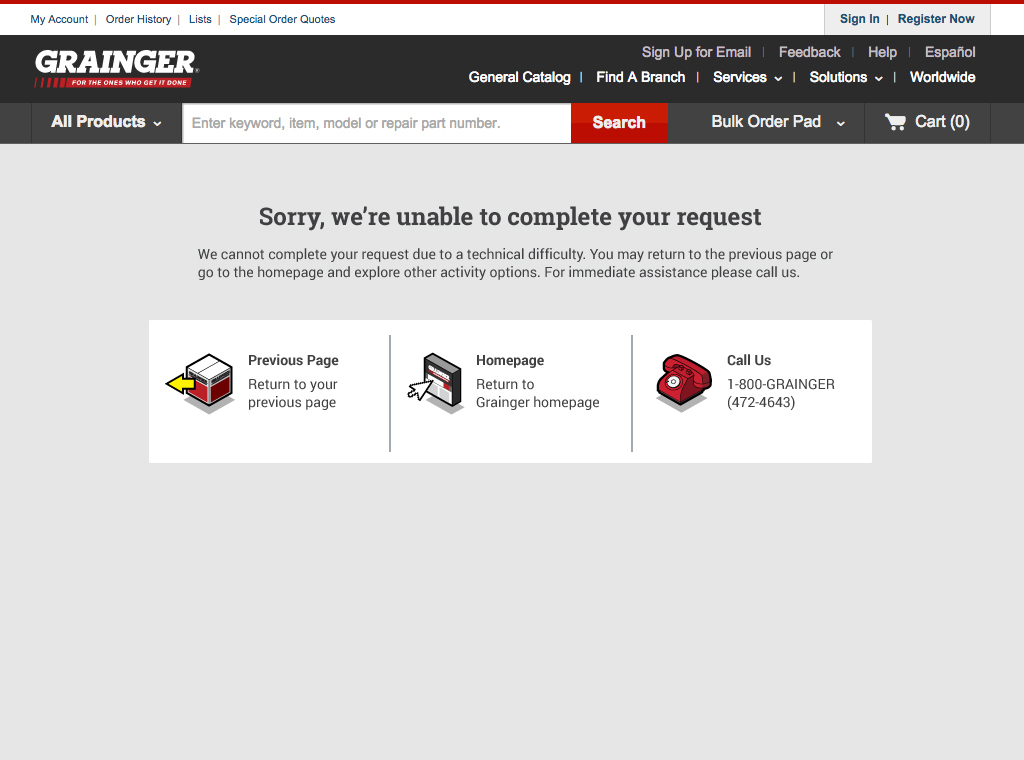 My Account | Order History | Lists | Special Order Quotes
Sign In | Register Now
GRAINGER®
FOR THE ONES WHO GET IT DONE
Sign Up for Email | Feedback | Help | Español
General Catalog | Find A Branch | Services | Solutions | Worldwide
All Products
Enter keyword, item, model or repair part number.
Search
Bulk Order Pad
Cart (0)
Sorry, we’re unable to complete your request
We cannot complete your request due to a technical difficulty. You may return to the previous page or
go to the homepage and explore other activity options. For immediate assistance please call us.
Previous Page
Return to your
previous page
Homepage
Return to
Grainger homepage
Call Us
1-800-GRAINGER
(472-4643)